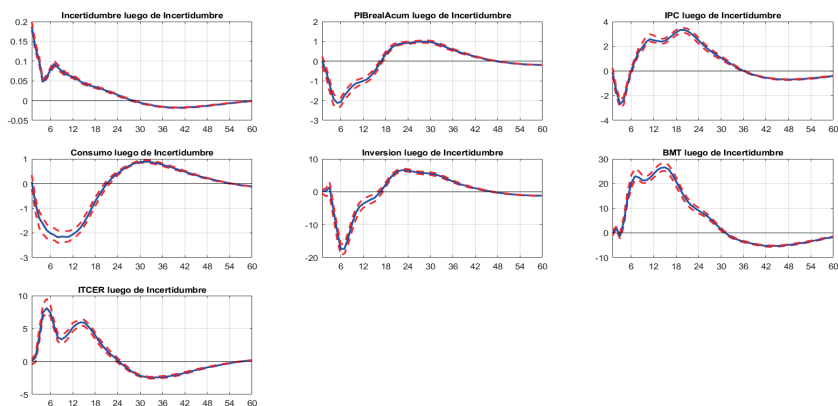 Incertidumbre luego de Incertidumbre
0.2
0.15
0.1
0.05
0
-0.05
6 12 18 24 30 36 42 48 54 60
PIBrealAcum luego de Incertidumbre
2
1
0
-1
-2
-3
6 12 18 24 30 36 42 48 54 60
IPC luego de Incertidumbre
4
2
0
-2
-4
6 12 18 24 30 36 42 48 54 60
Consumo luego de Incertidumbre
1
0
-1
-2
-3
6 12 18 24 30 36 42 48 54 60
Inversion luego de Incertidumbre
10
0
-10
-20
6 12 18 24 30 36 42 48 54 60
BMT luego de Incertidumbre
30
20
10
0
-10
6 12 18 24 30 36 42 48 54 60
ITCER luego de Incertidumbre
10
5
0
-5
6 12 18 24 30 36 42 48 54 60